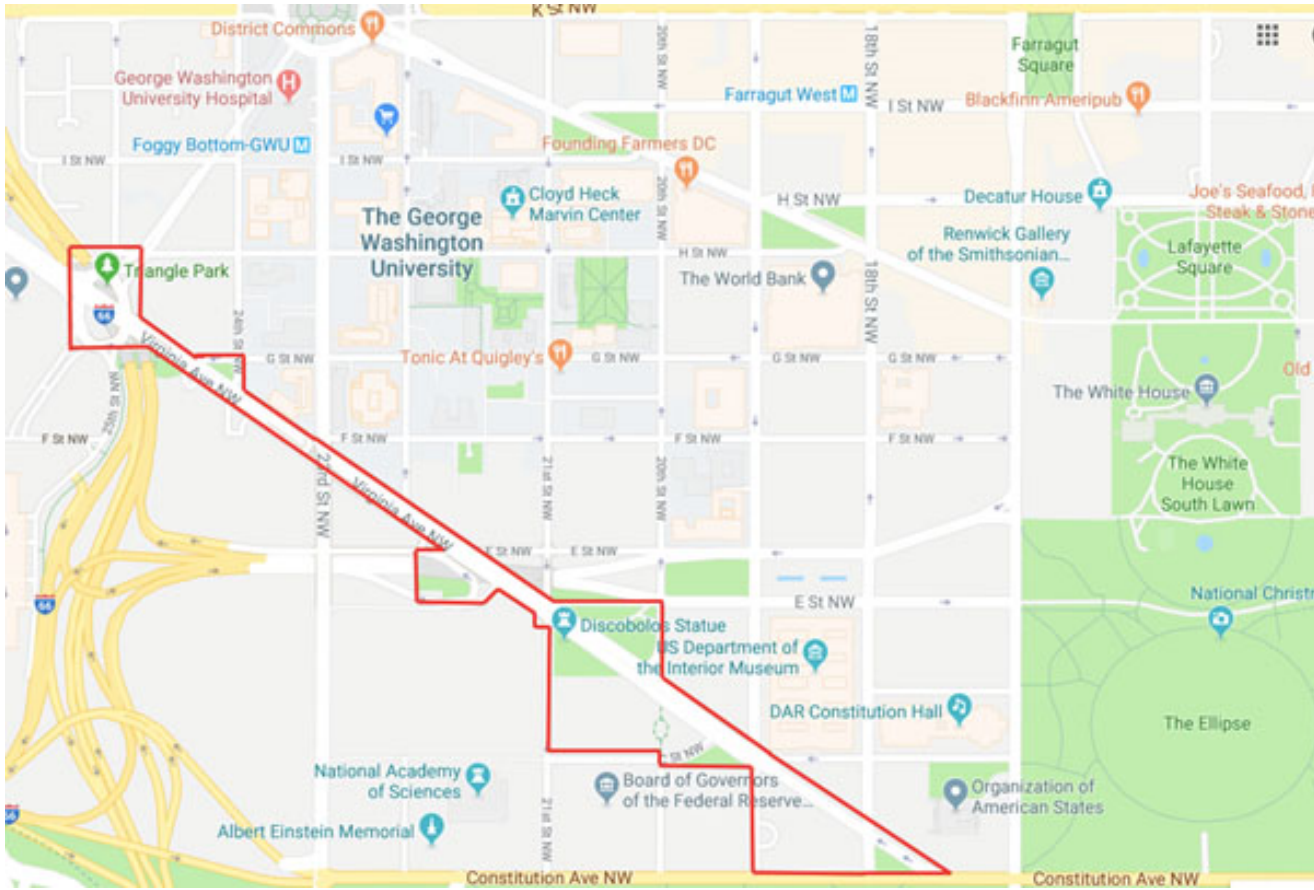 K St NW
District Commons
20th St NW
18th St NW
Farragut
Square
George Washington
University Hospital
Farragut West M
I St NW
Blackfinn Ameripub
Foggy Bottom-GWU M
I St NW
I St NW
Founding Farmers DC
20th St NW
Cloyd Heck
Marvin Center
H St NW
Decatur House
Joe's Seafood,
Steak & Stone
The George
Washington
University
Renwick Gallery
of the Smithsonian...
Lafayette
Square
H St NW
The World Bank
18th St NW
Triangle Park
66
24th St NW
Virginia Ave NW
G St NW
Tonic At Quigley's
G St NW
G St NW
G St NW
Old
The White House
25th St NW
F St NW
F St NW
F St NW
F St NW
23rd St NW
Virginia Ave NW
21st St NW
20th St NW
The White
House
South Lawn
E St NW
E St NW
66
E St NW
National Christ
Discobolos Statue
US Department of
the Interior Museum
DAR Constitution Hall
The Ellipse
C St NW
National Academy
of Sciences
Board of Governors
of the Federal Reserve...
Organization of
American States
Albert Einstein Memorial
21st St NW
Constitution Ave NW
Constitution Ave NW